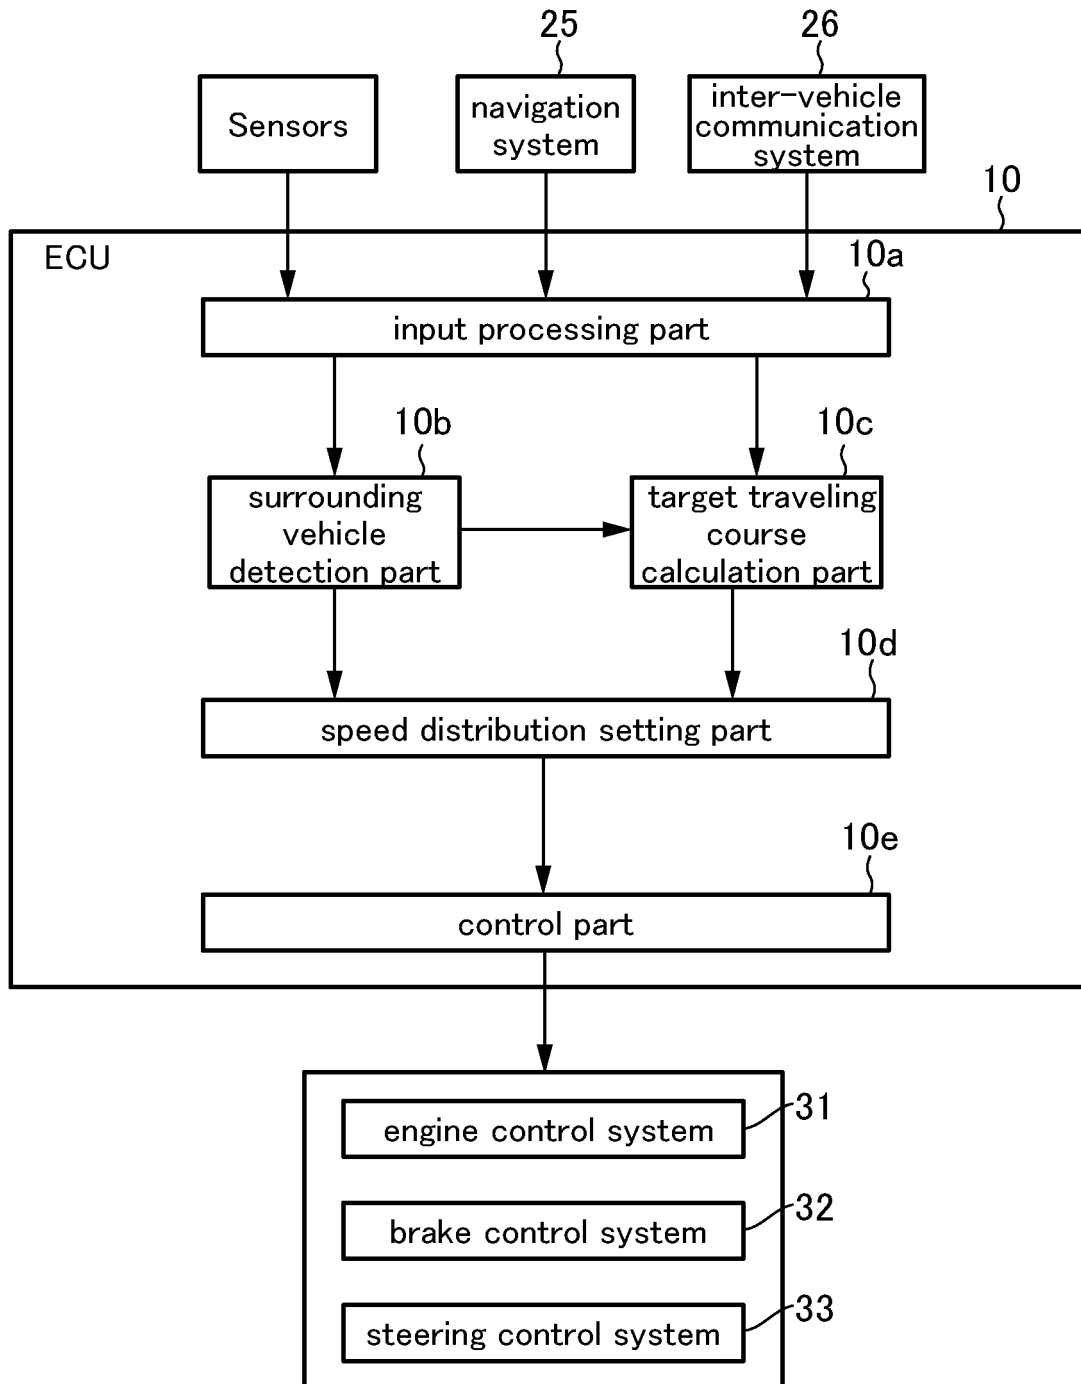 25
26
Sensors
navigation
system
inter-vehicle
communication
system
10
ECU
10a
input processing part
10b
10c
surrounding
vehicle
detection part
target traveling
course
calculation part
10d
speed distribution setting part
10e
control part
engine control system
31
brake control system
32
steering control system
33